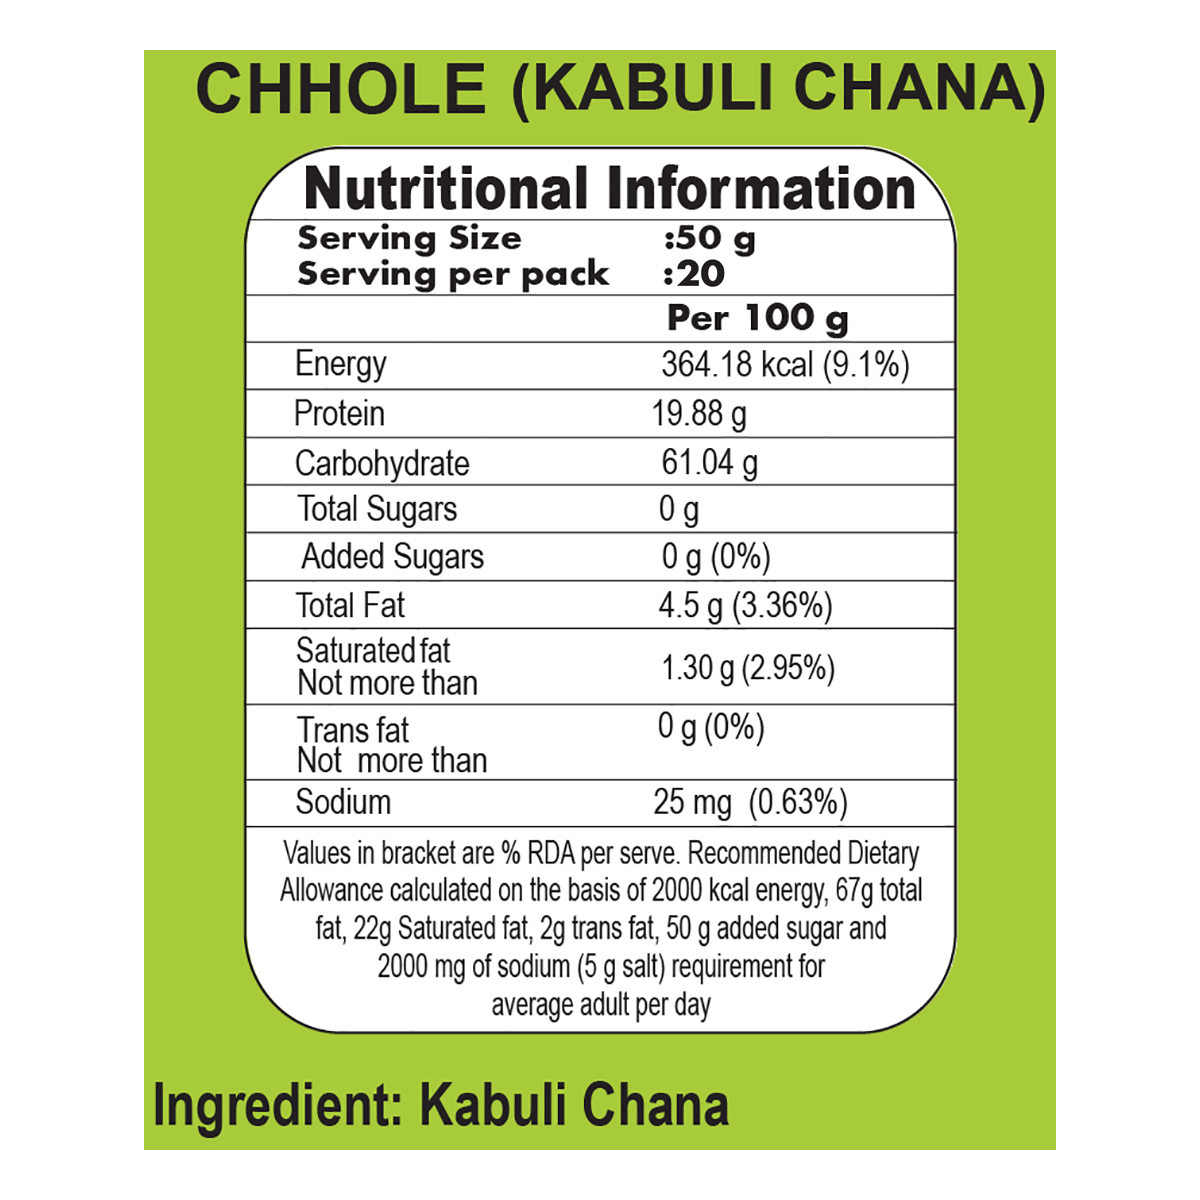 CHHOLE (KABULI CHANA)
Nutritional Information
Serving Size :50 g
Serving per pack :20
Per 100 g
Energy 364.18 kcal (9.1%)
Protein 19.88 g
Carbohydrate 61.04 g
Total Sugars 0 g
Added Sugars 0 g (0%)
Total Fat 4.5 g (3.36%)
Saturated fat
Not more than 1.30 g (2.95%)
Trans fat 0 g (0%)
Not more than
Sodium 25 mg (0.63%)
Values in bracket are % RDA per serve. Recommended Dietary
Allowance calculated on the basis of 2000 kcal energy, 67g total
fat, 22g Saturated fat, 2g trans fat, 50 g added sugar and
2000 mg of sodium (5 g salt) requirement for
average adult per day
Ingredient: Kabuli Chana